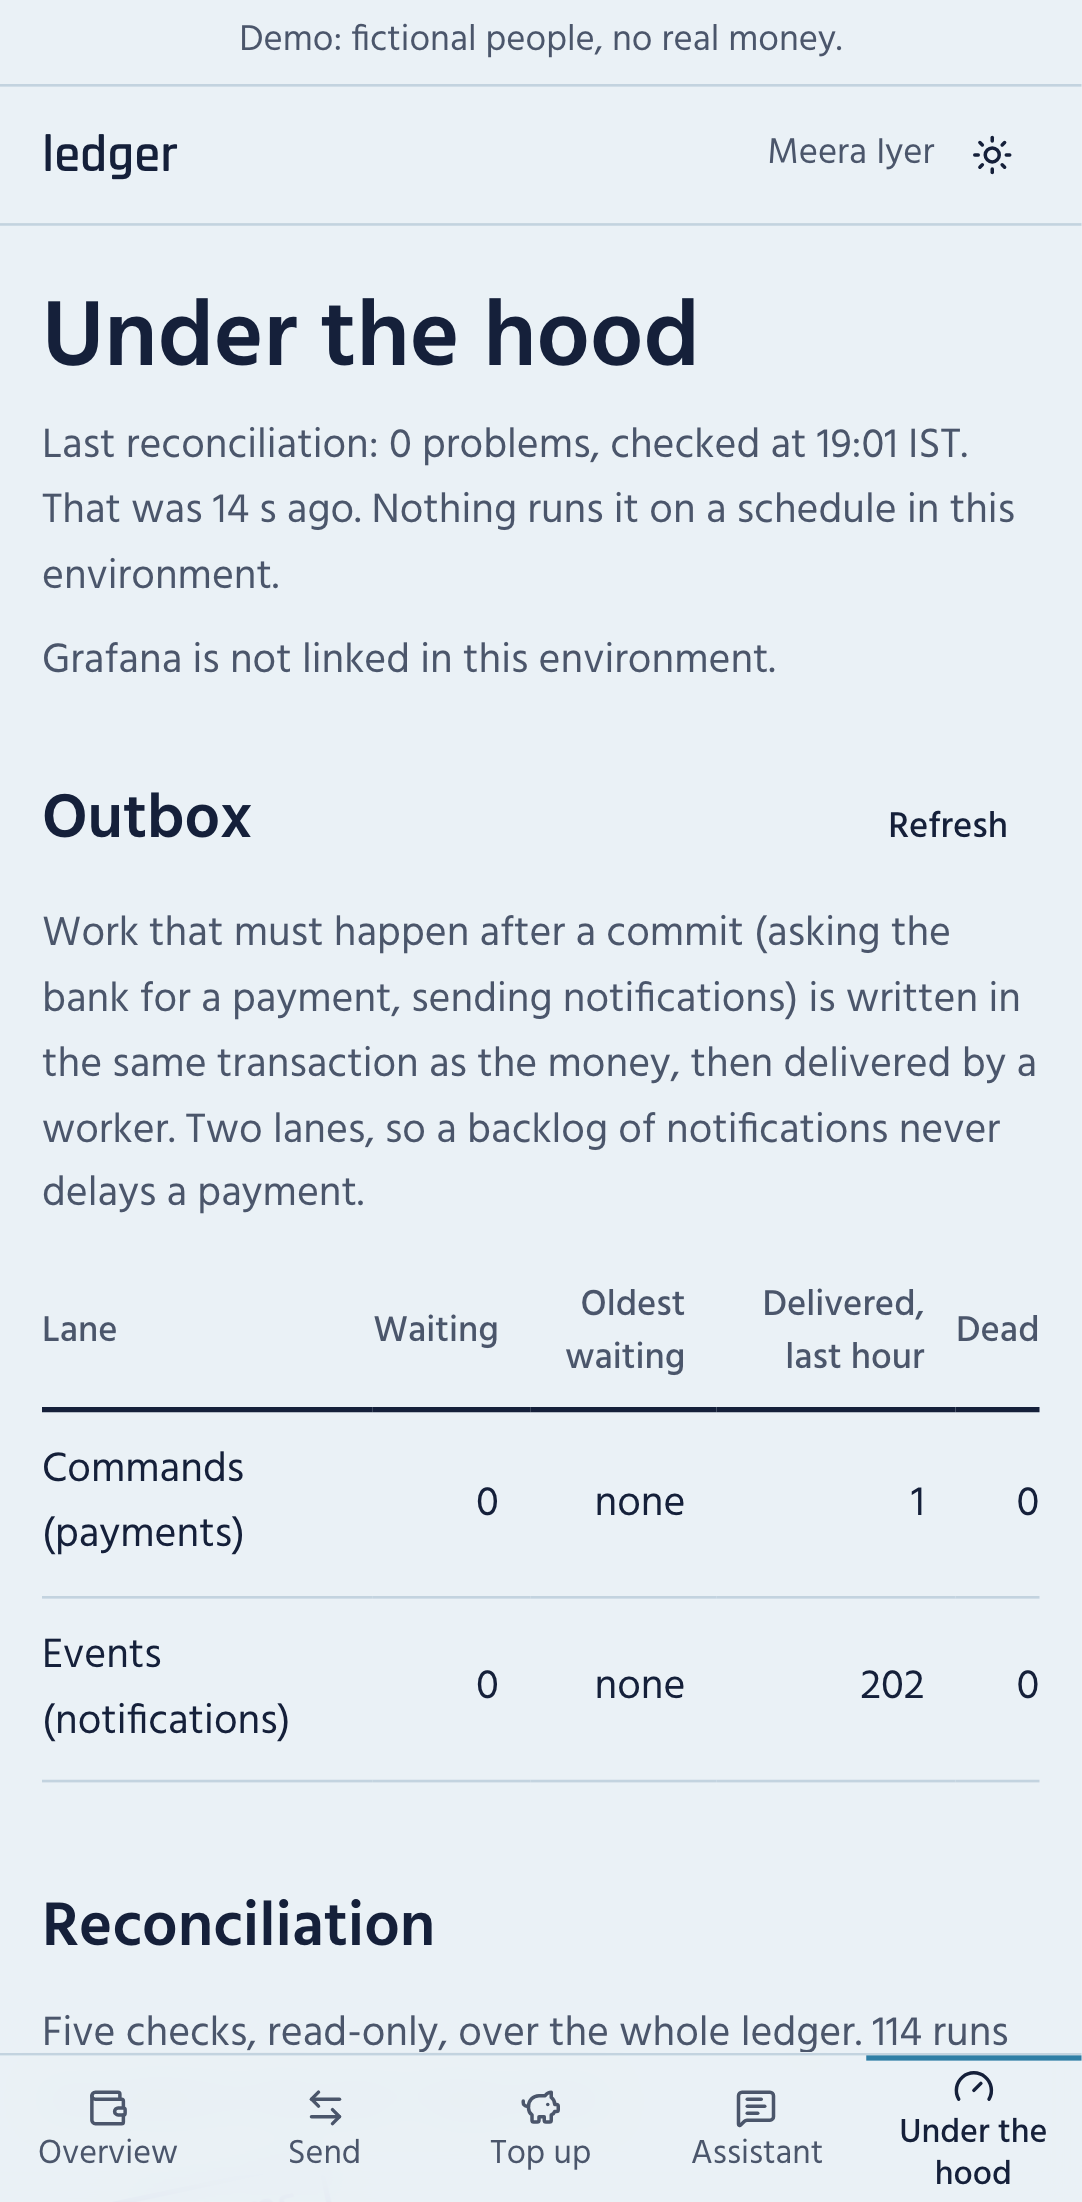 Demo: fictional people, no real money.
ledger
Meera Iyer
Under the hood
Last reconciliation: 0 problems, checked at 19:01 IST.
That was 14 s ago. Nothing runs it on a schedule in this
environment.
Grafana is not linked in this environment.
Outbox
Refresh
Work that must happen after a commit (asking the
bank for a payment, sending notifications) is written in
the same transaction as the money, then delivered by a
worker. Two lanes, so a backlog of notifications never
delays a payment.
Lane Waiting Oldest waiting Delivered, last hour Dead
Commands (payments) 0 none 1 0
Events (notifications) 0 none 202 0
Reconciliation
Five checks, read-only, over the whole ledger. 114 runs
Overview
Send
Top up
Assistant
Under the
hood